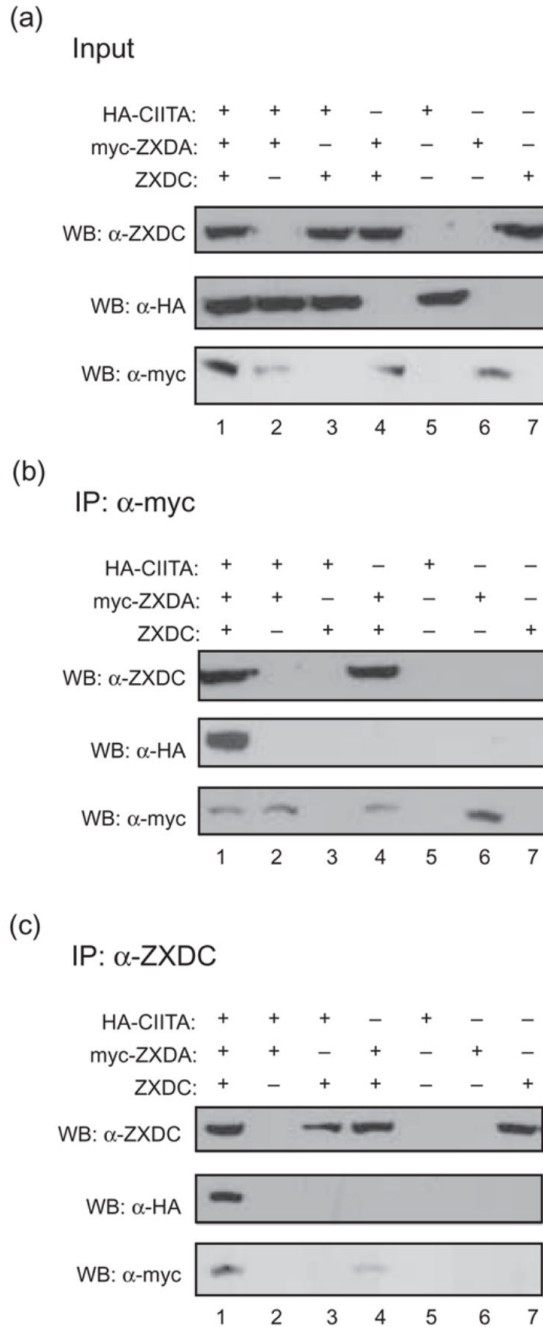 (a)
Input
HA-CIITA: + + + – + – –
myc-ZXDA: + + – + – + –
ZXDC: + – + + – – +
WB: α-ZXDC
WB: α-HA
WB: α-myc
1 2 3 4 5 6 7
(b)
IP: α-myc
HA-CIITA: + + + – + – –
myc-ZXDA: + + – + – + –
ZXDC: + – + + – – +
WB: α-ZXDC
WB: α-HA
WB: α-myc
1 2 3 4 5 6 7
(c)
IP: α-ZXDC
HA-CIITA: + + + – + – –
myc-ZXDA: + + – + – + –
ZXDC: + – + + – – +
WB: α-ZXDC
WB: α-HA
WB: α-myc
1 2 3 4 5 6 7